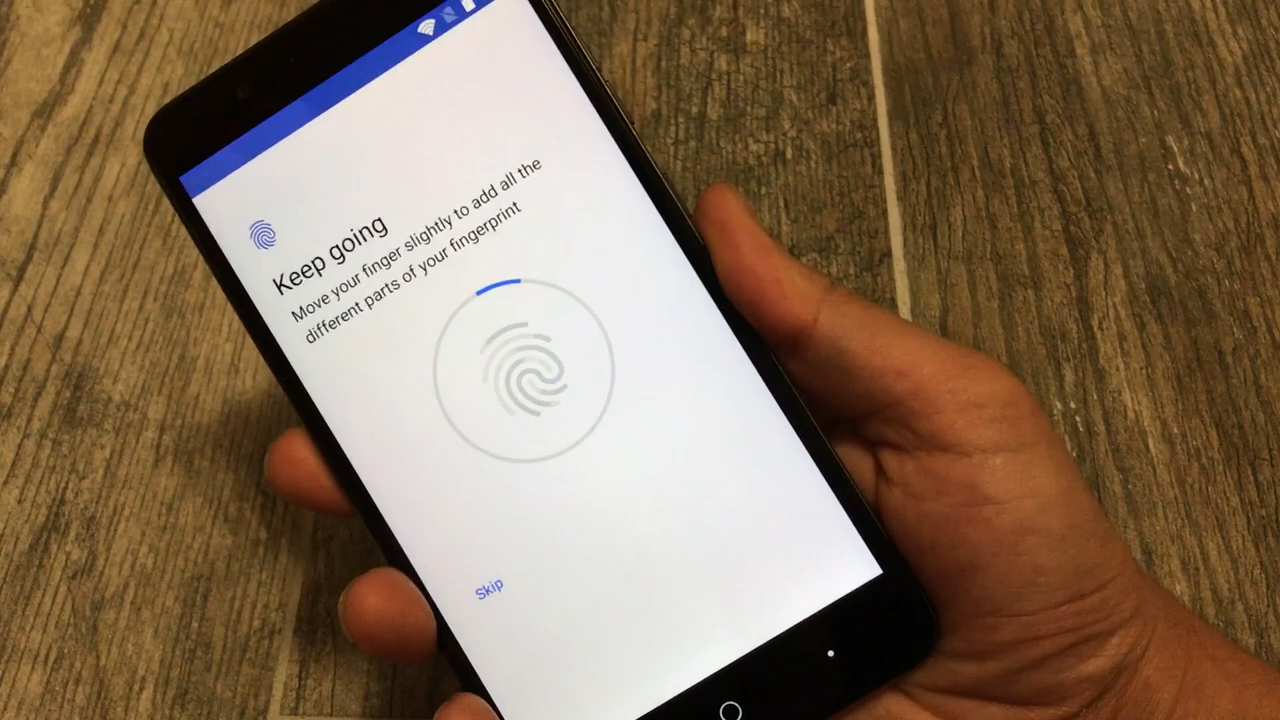 Keep going
Move your finger slightly to add all the
different parts of your fingerprint
Skip